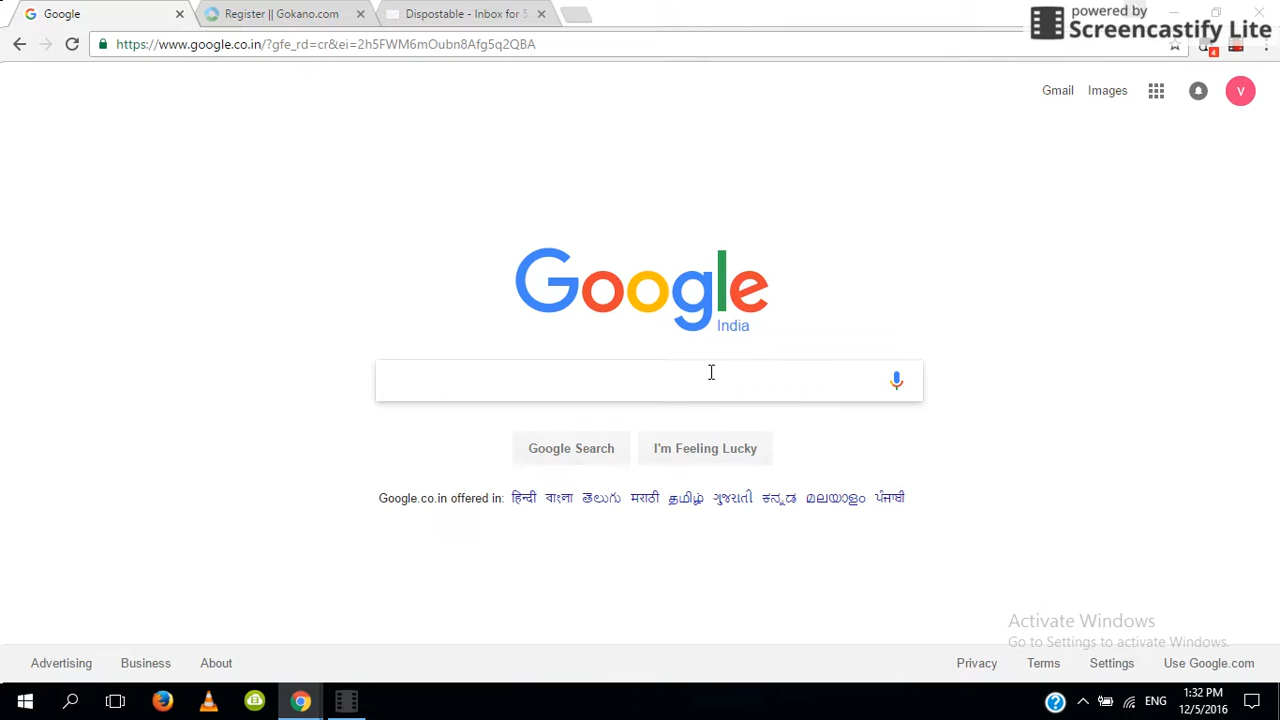 Google
Register || Gokano.com
Dispostable - Inbox for 5
powered by
Screencastify Lite
https://www.google.co.in/?gfe_rd=cr&ei=2h5FWM6mOubn8Afg5q2QBA
4
Gmail
Images
V
Google
India
Google Search
I'm Feeling Lucky
Google.co.in offered in: हिन्दी বাংলা తెలుగు मराठी தமிழ் ગુજરાતી ಕನ್ನಡ മലയാളം ਪੰਜਾਬੀ
Activate Windows
Go to Settings to activate Windows.
Advertising
Business
About
Privacy
Terms
Settings
Use Google.com
ENG
1:32 PM
12/5/2016